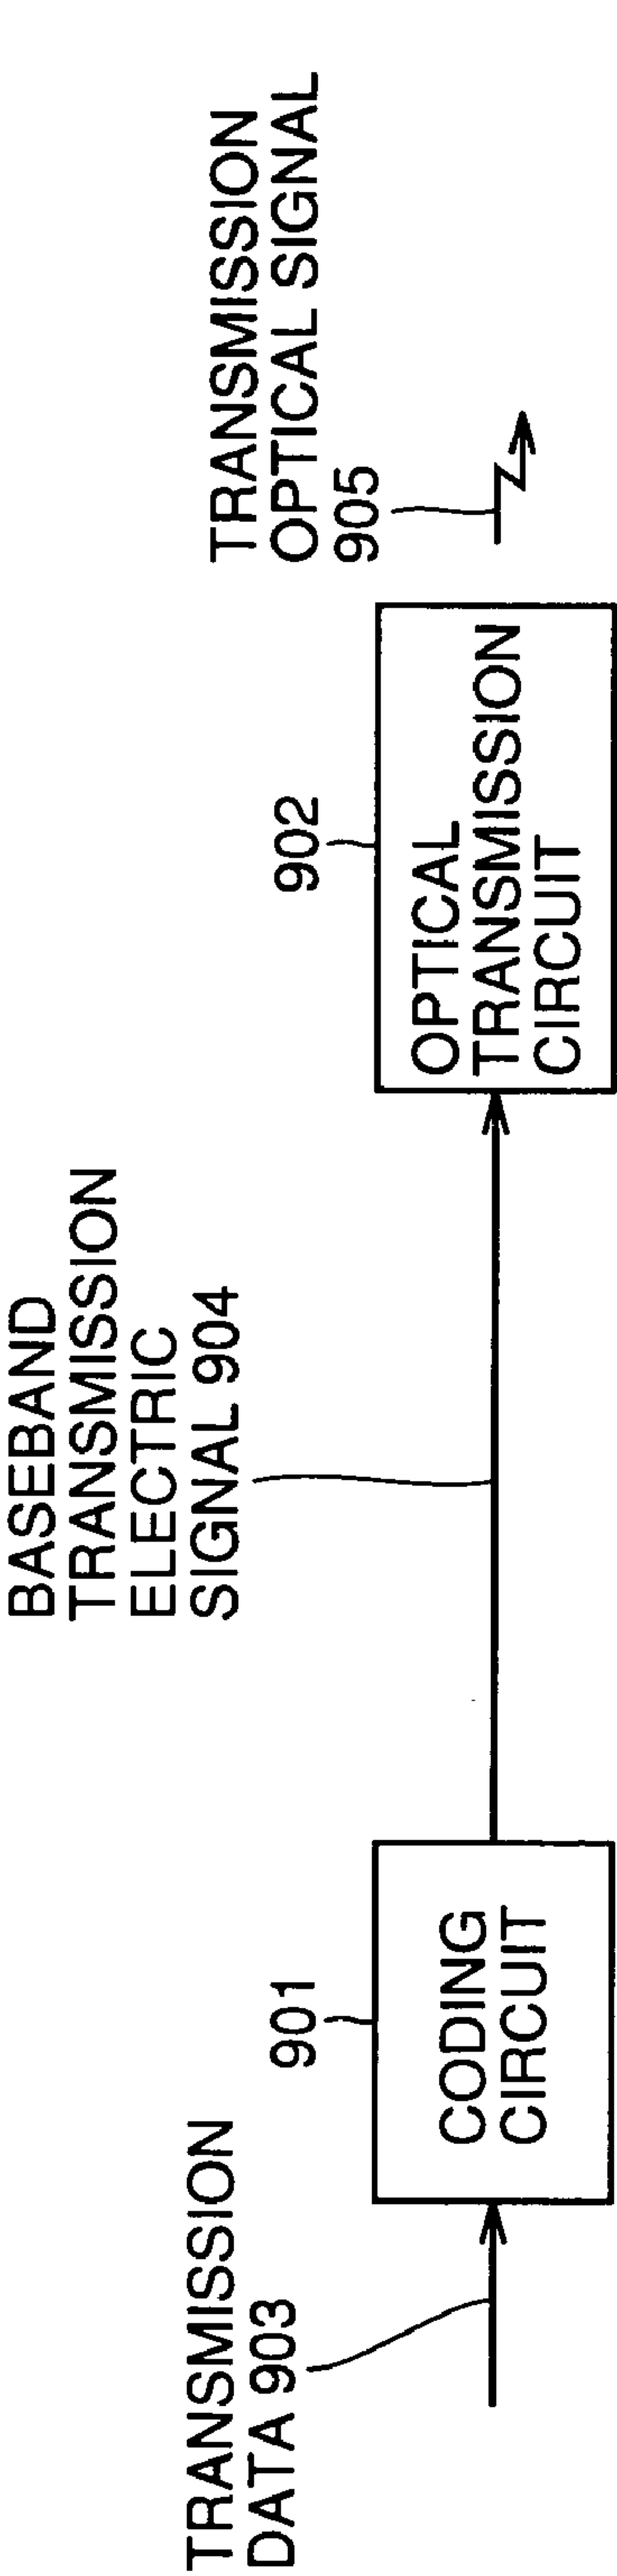 TRANSMISSION
DATA 903
901
CODING
CIRCUIT
BASEBAND
TRANSMISSION
ELECTRIC
SIGNAL 904
902
OPTICAL
TRANSMISSION
CIRCUIT
TRANSMISSION
OPTICAL SIGNAL
905